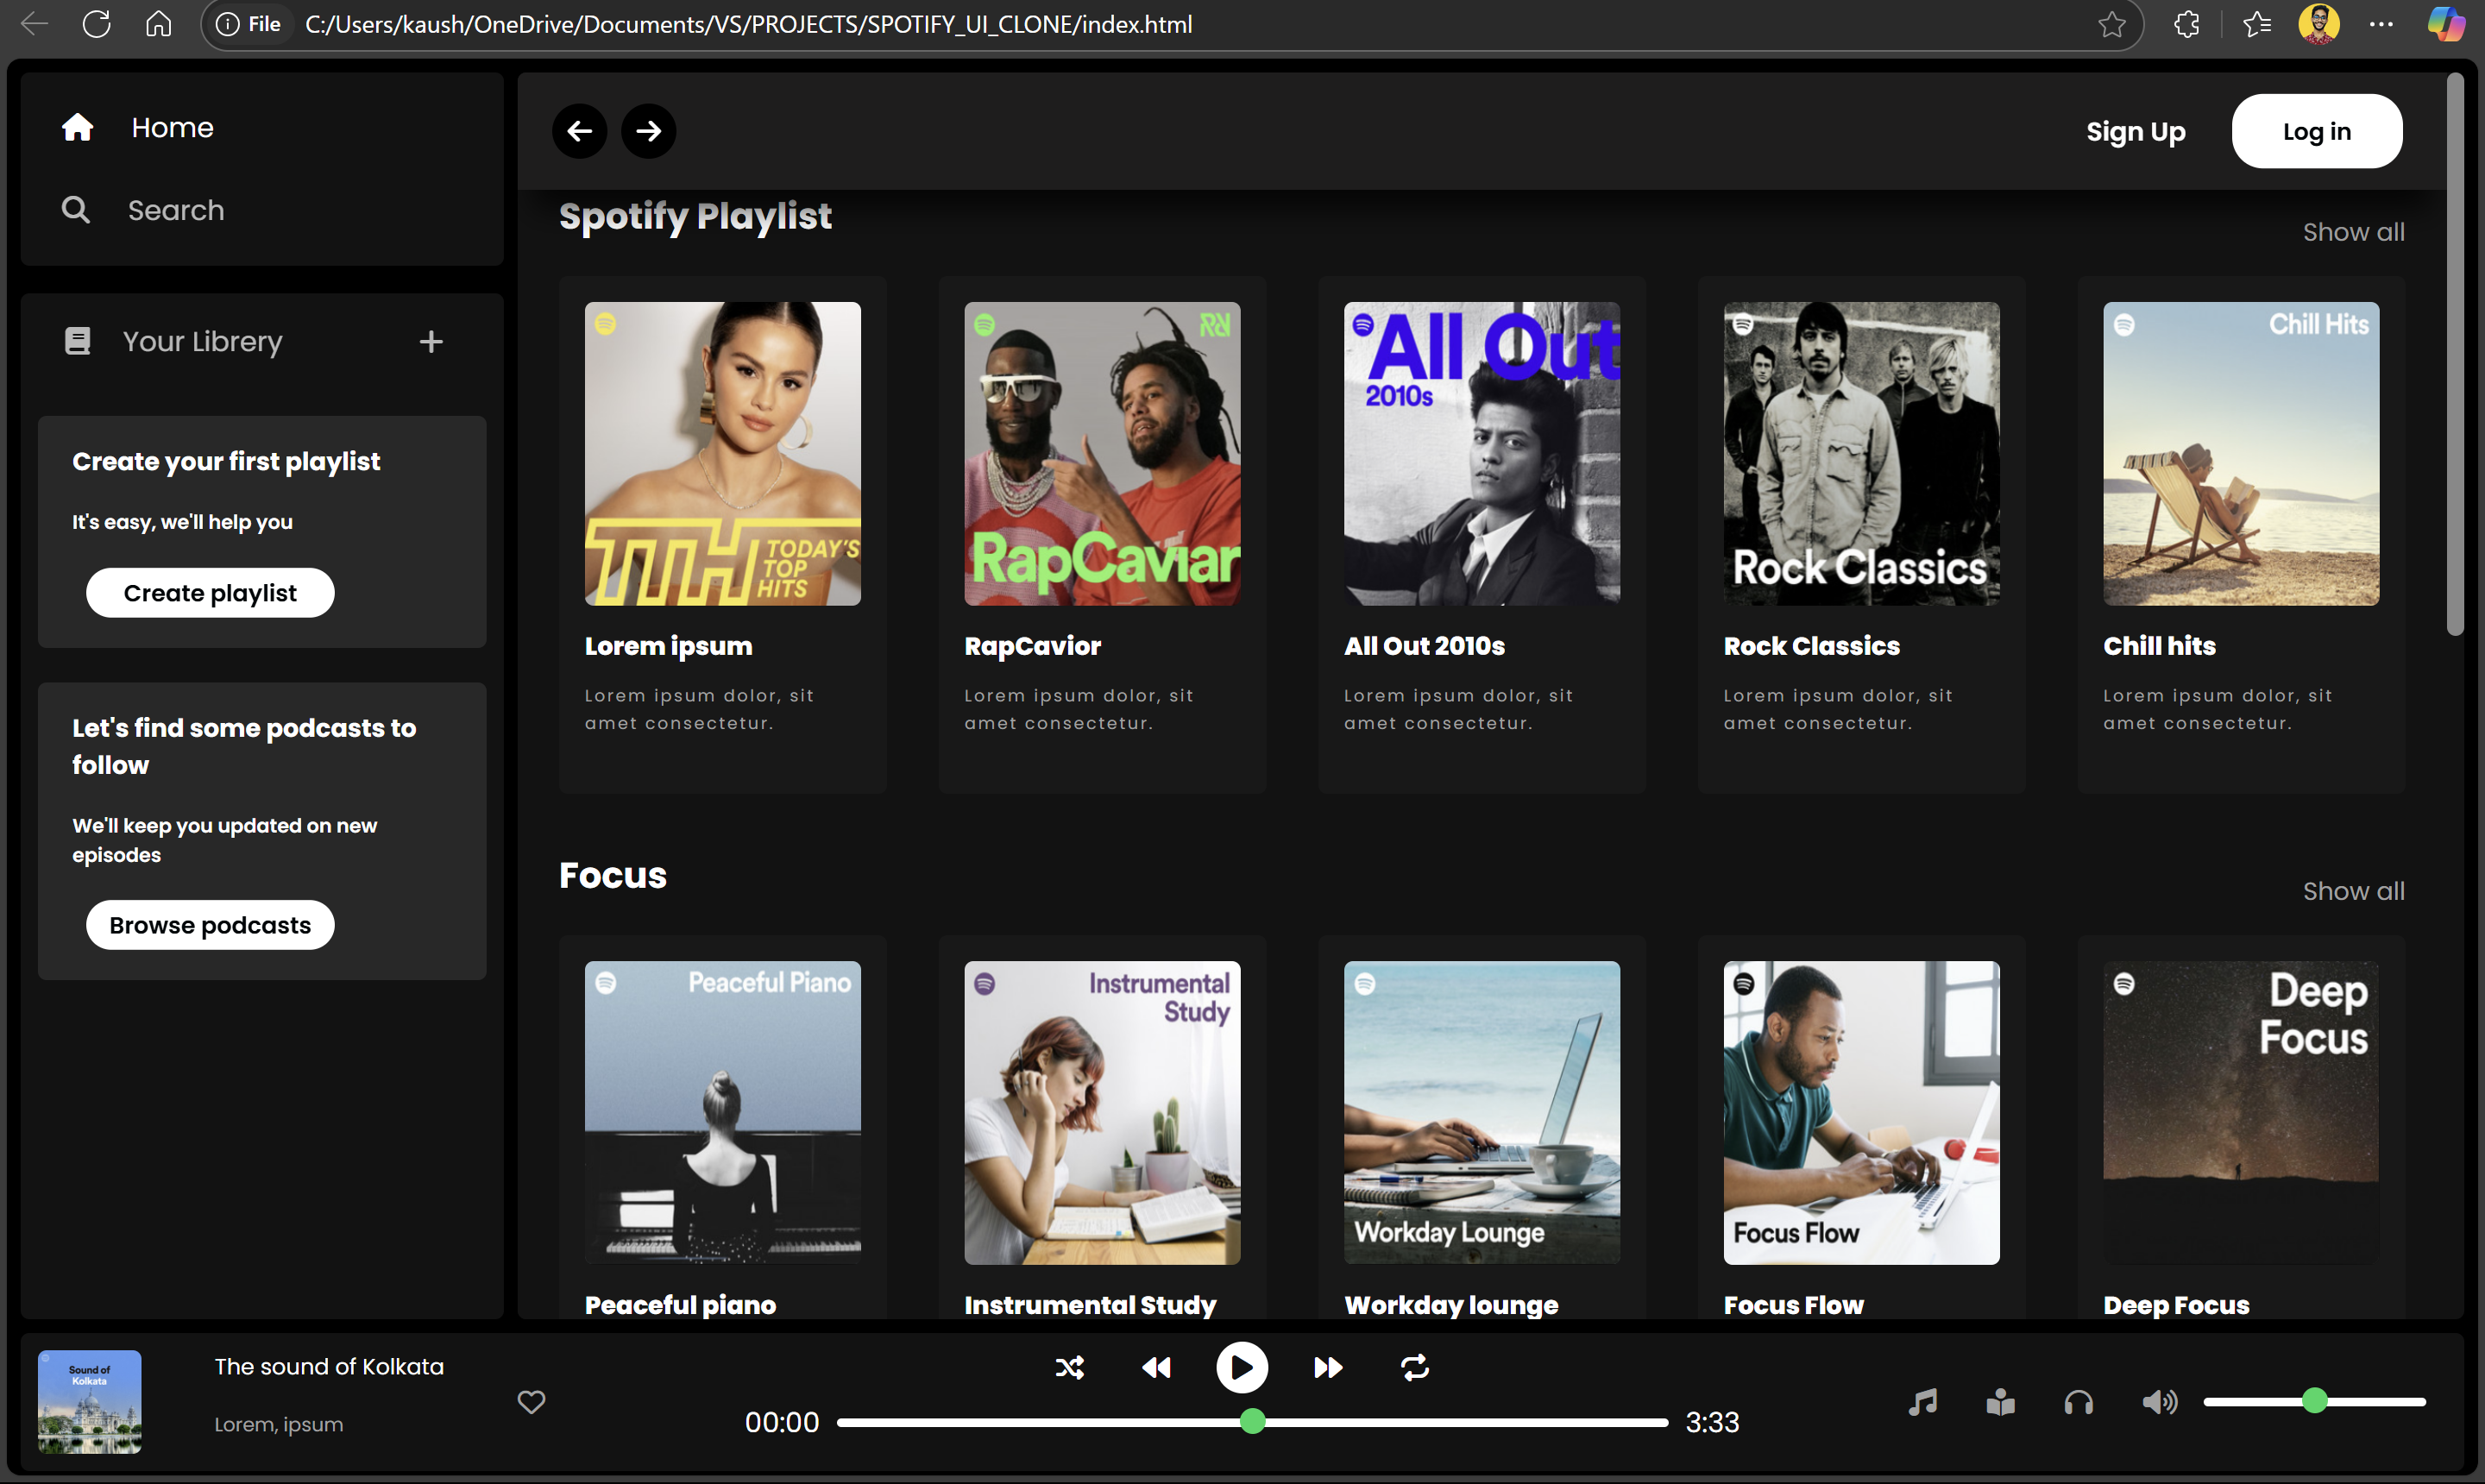 File C:/Users/kaush/OneDrive/Documents/VS/PROJECTS/SPOTIFY_UI_CLONE/index.html
Home
Search
Your Librery
Create your first playlist
It's easy, we'll help you
Create playlist
Let's find some podcasts to
follow
We'll keep you updated on new
episodes
Browse podcasts
Sign Up
Log in
Spotify Playlist
Show all
TTH TODAY'S
TOP
HITS
Lorem ipsum
Lorem ipsum dolor, sit
amet consectetur.
RapCaviar
RapCavior
Lorem ipsum dolor, sit
amet consectetur.
All Out
2010s
All Out 2010s
Lorem ipsum dolor, sit
amet consectetur.
Rock Classics
Rock Classics
Lorem ipsum dolor, sit
amet consectetur.
Chill Hits
Chill hits
Lorem ipsum dolor, sit
amet consectetur.
Focus
Show all
Peaceful Piano
Peaceful piano
Instrumental
Study
Instrumental Study
Workday Lounge
Workday lounge
Focus Flow
Focus Flow
Deep
Focus
Deep Focus
Sound of
Kolkata
The sound of Kolkata
Lorem, ipsum
00:00
3:33